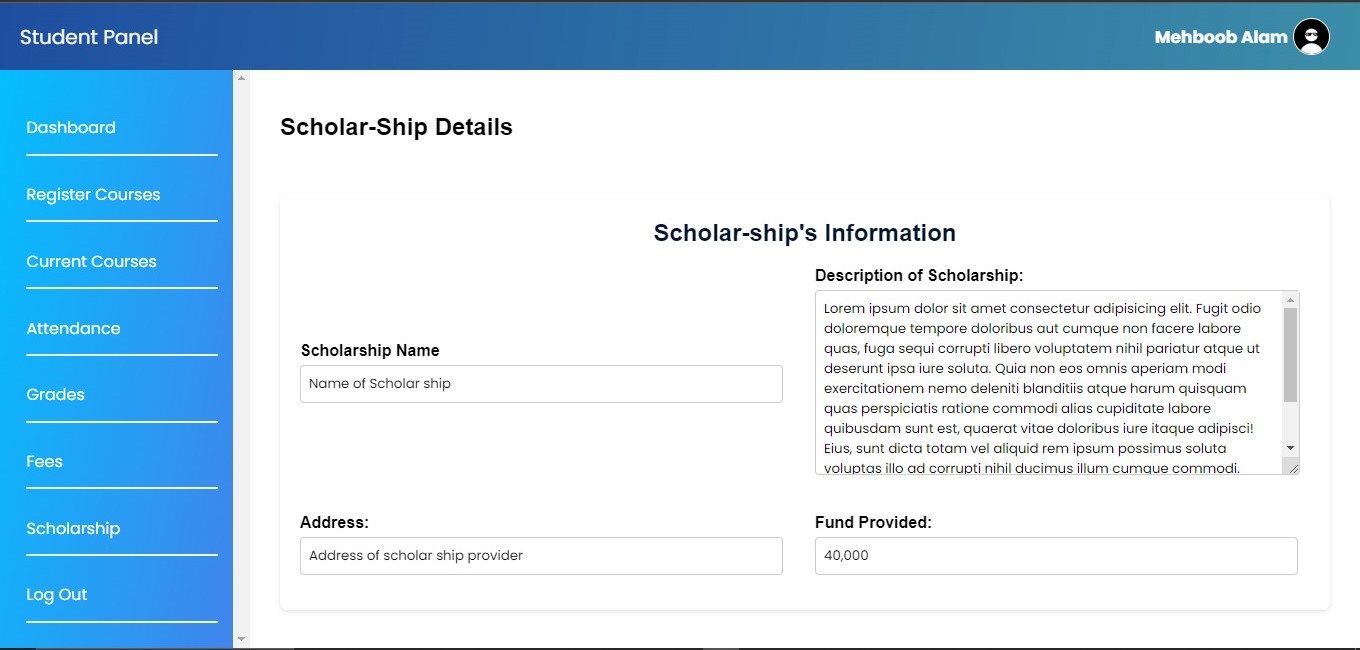 Student Panel
Mehboob Alam
Dashboard
Register Courses
Current Courses
Attendance
Grades
Fees
Scholarship
Log Out
Scholar-Ship Details
Scholar-ship's Information
Scholarship Name
Name of Scholar ship
Description of Scholarship:
Lorem ipsum dolor sit amet consectetur adipisicing elit. Fugit odio
doloremque tempore doloribus aut cumque non facere labore
quas, fuga sequi corrupti libero voluptatem nihil pariatur atque ut
deserunt ipsa iure soluta. Quia non eos omnis aperiam modi
exercitationem nemo deleniti blanditiis atque harum quisquam
quas perspiciatis ratione commodi alias cupiditate labore
quibusdam sunt est, quaerat vitae doloribus iure itaque adipisci!
Eius, sunt dicta totam vel aliquid rem ipsum possimus soluta
voluptas illo ad corrupti nihil ducimus illum cumque commodi.
Address:
Address of scholar ship provider
Fund Provided:
40,000